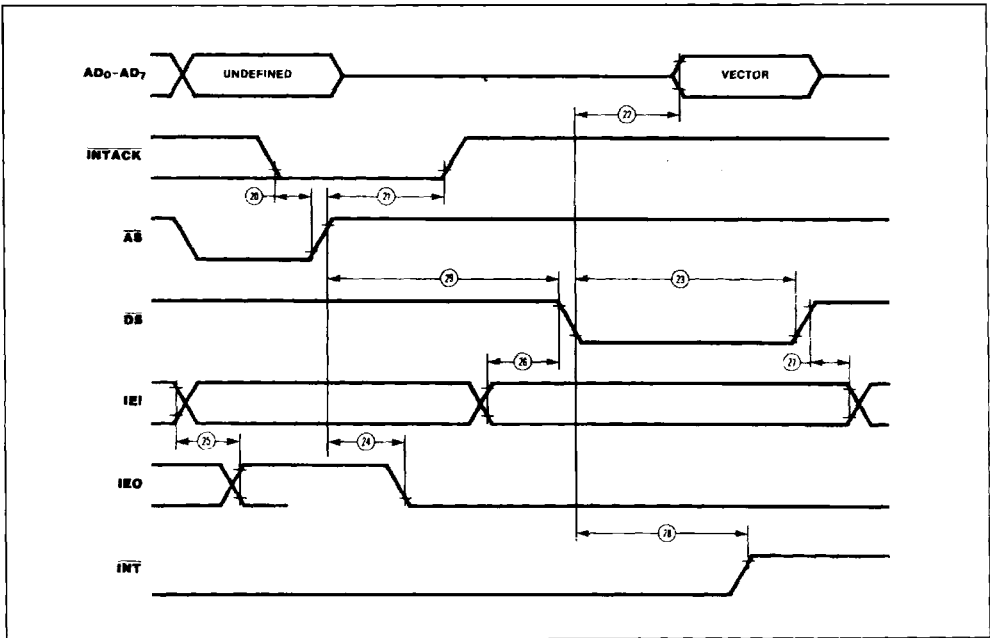 AD0-AD7 UNDEFINED VECTOR
22
INTACK
20 21
AS
29 23
DS
26 27
IEI
25 24
IEO
28
INT